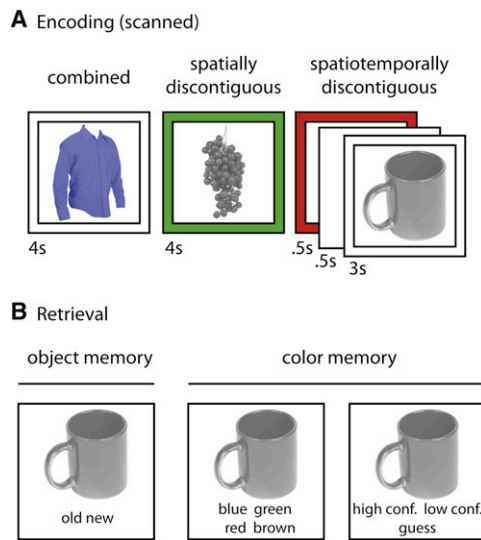 A Encoding (scanned)
combined
spatially
discontiguous
spatiotemporally
discontiguous
4s
4s
.5s
.5s
3s
B Retrieval
object memory
color memory
old new
blue green
red brown
high conf. low conf.
guess